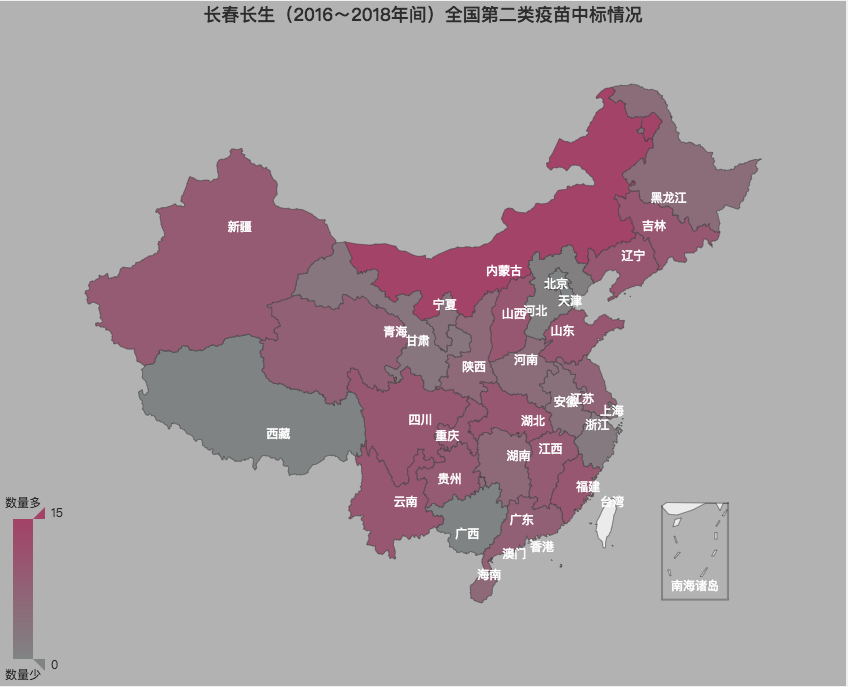 长春长生（2016～2018年间）全国第二类疫苗中标情况
黑龙江
新疆
吉林
辽宁
内蒙古
北京
天津
宁夏
山西
河北
青海
甘肃
山东
河南
陕西
安徽
江苏
上海
四川
湖北
浙江
西藏
重庆
江西
湖南
贵州
福建
云南
台湾
数量多
15
广东
广西
香港
澳门
海南
南海诸岛
0
数量少